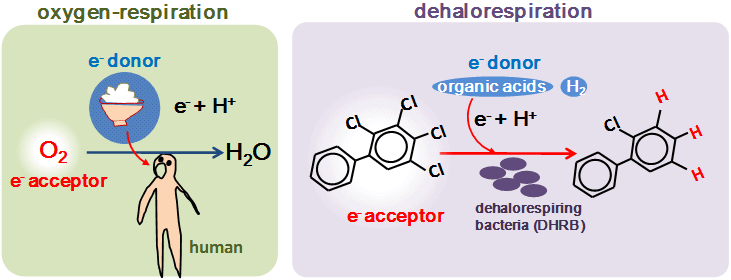 oxygen-respiration
e⁻ donor
e⁻ + H⁺
O₂
H₂O
e⁻ acceptor
human
dehalorespiration
e⁻ donor
organic acids
H₂
e⁻ + H⁺
Cl
Cl
Cl
Cl
e⁻ acceptor
dehalorespiring
bacteria (DHRB)
Cl
H
H
H